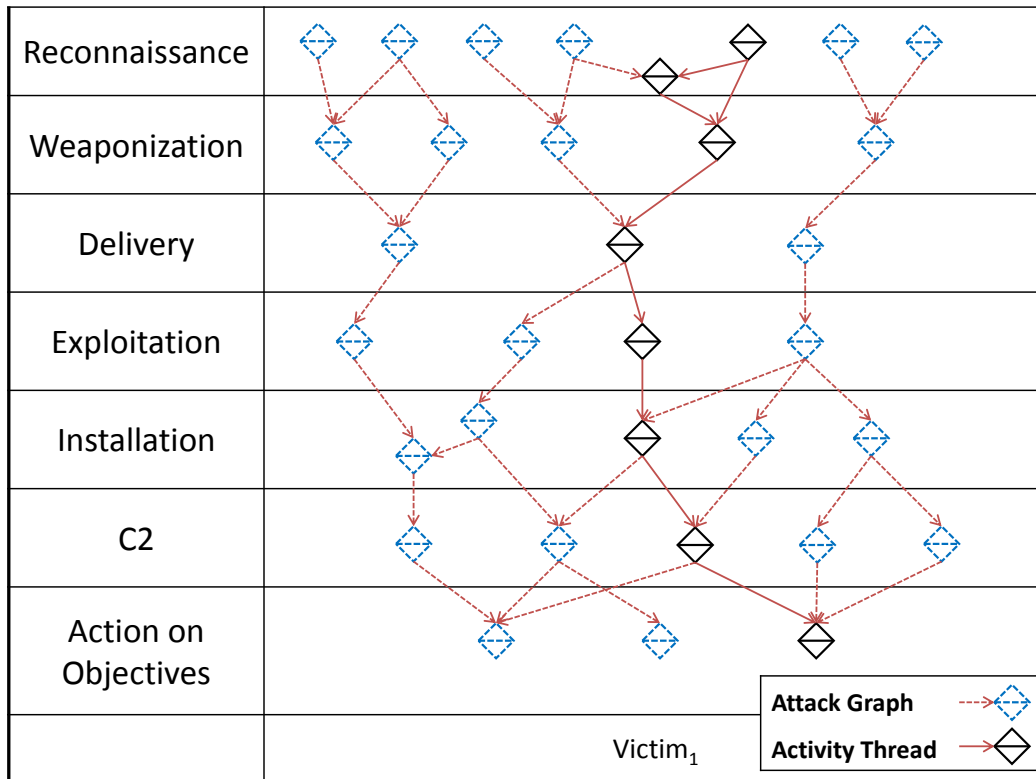 Reconnaissance
Weaponization
Delivery
Exploitation
Installation
C2
Action on
Objectives
Attack Graph
Activity Thread
Victim₁